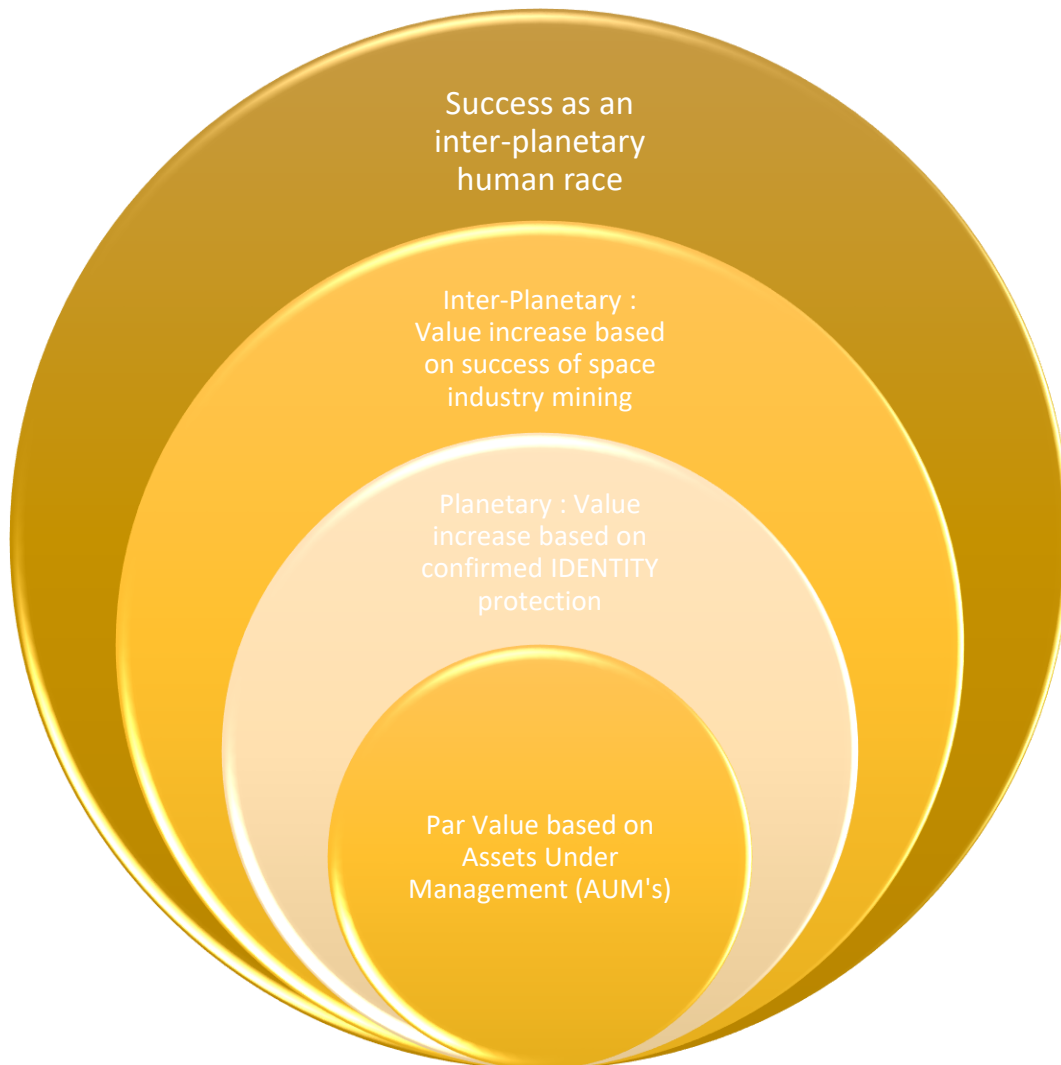 Success as an
inter-planetary
human race
Inter-Planetary :
Value increase based
on success of space
industry mining
Planetary : Value
increase based on
confirmed IDENTITY
protection
Par Value based on
Assets Under
Management (AUM's)